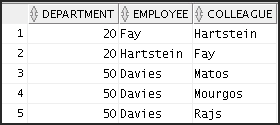 DEPARTMENT EMPLOYEE COLLEAGUE
1 20 Fay Hartstein
2 20 Hartstein Fay
3 50 Davies Matos
4 50 Davies Mourgos
5 50 Davies Rajs